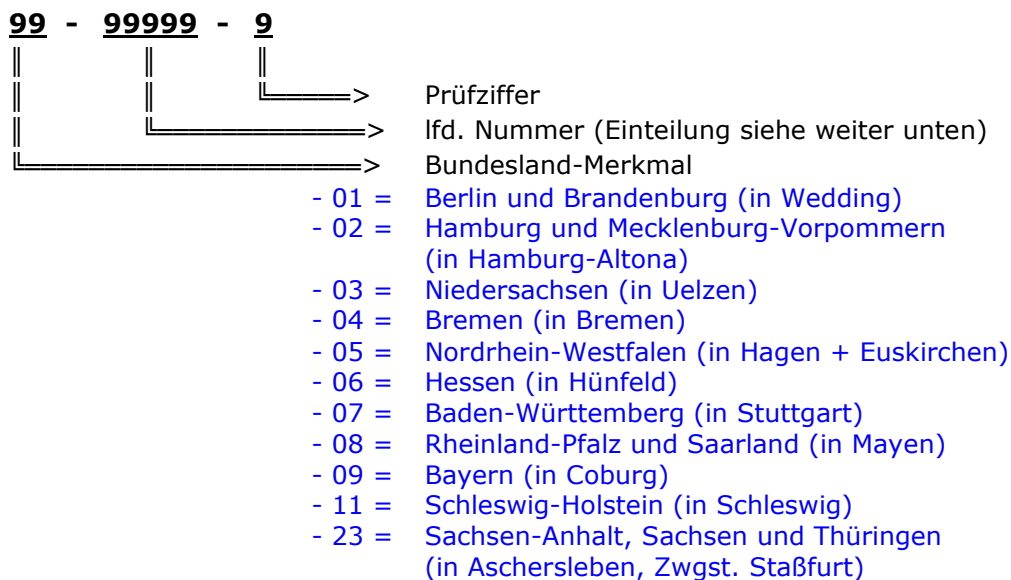 99 - 99999 - 9
Prüfziffer
lfd. Nummer (Einteilung siehe weiter unten)
Bundesland-Merkmal
- 01 = Berlin und Brandenburg (in Wedding)
- 02 = Hamburg und Mecklenburg-Vorpommern
(in Hamburg-Altona)
- 03 = Niedersachsen (in Uelzen)
- 04 = Bremen (in Bremen)
- 05 = Nordrhein-Westfalen (in Hagen + Euskirchen)
- 06 = Hessen (in Hünfeld)
- 07 = Baden-Württemberg (in Stuttgart)
- 08 = Rheinland-Pfalz und Saarland (in Mayen)
- 09 = Bayern (in Coburg)
- 11 = Schleswig-Holstein (in Schleswig)
- 23 = Sachsen-Anhalt, Sachsen und Thüringen
(in Aschersleben, Zwgst. Staßfurt)